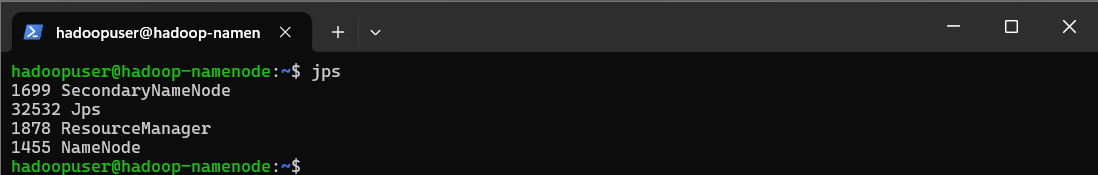 hadoopuser@hadoop-namen
hadoopuser@hadoop-namenode:~$ jps
1699 SecondaryNameNode
32532 Jps
1878 ResourceManager
1455 NameNode
hadoopuser@hadoop-namenode:~$